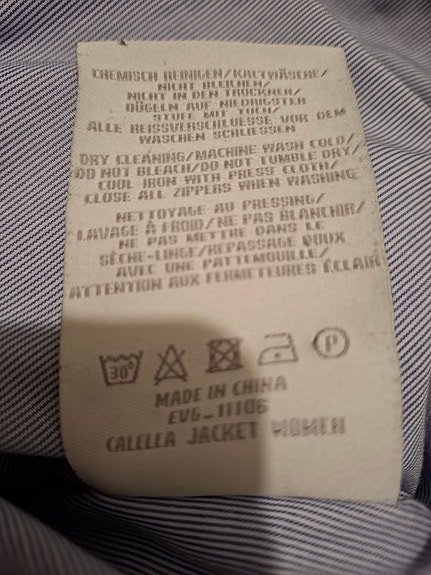 CHEMISCH REINIGEN/KALTWÄSCHE/
NICHT BLEICHEN/
NICHT IN DEN TROCKNER/
BÜGELN AUF NIEDRIGSTER
STUFE MIT TUCH/
ALLE REISSVERSCHLUESSE VOR DEM
WASCHEN SCHLIESSEN
DRY CLEANING/MACHINE WASH COLD/
DO NOT BLEACH/DO NOT TUMBLE DRY/
COOL IRON WITH PRESS CLOTH/
CLOSE ALL ZIPPERS WHEN WASHING
NETTOYAGE AU PRESSING/
LAVAGE À FROID/NE PAS BLANCHIR/
NE PAS METTRE DANS LE
SÈCHE-LINGE/REPASSAGE DOUX
AVEC UNE PATTEMOUILLE/
ATTENTION AUX FERMETEURES ÉCLAIR
30° P
MADE IN CHINA
EVG-11106
CALELLA JACKET WOMEN